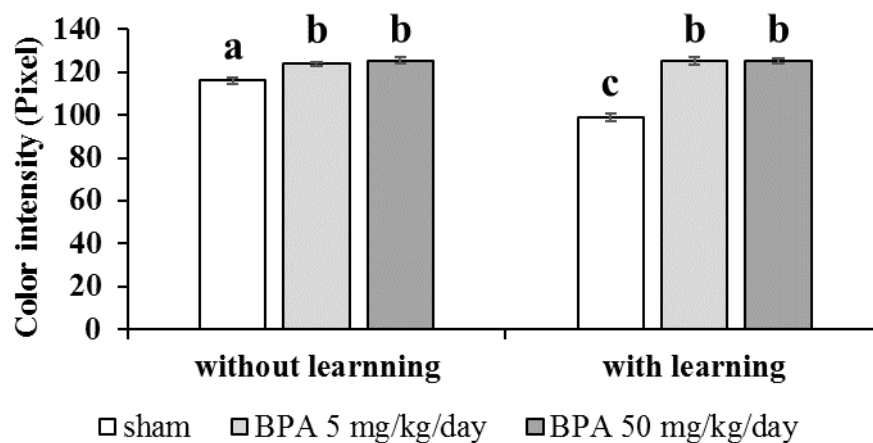 Color intensity (Pixel)
140
120
100
80
60
40
20
0
a
b
b
c
b
b
without learnning
with learning
sham
BPA 5 mg/kg/day
BPA 50 mg/kg/day